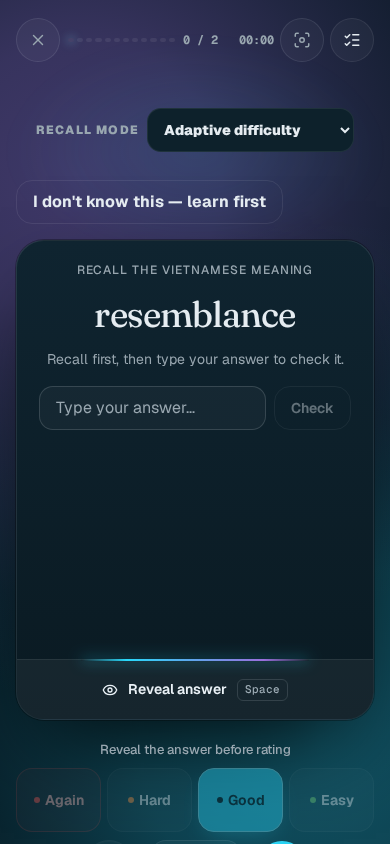 0 / 2 00:00
RECALL MODE Adaptive difficulty
I don't know this — learn first
RECALL THE VIETNAMESE MEANING
resemblance
Recall first, then type your answer to check it.
Type your answer... Check
Reveal answer Space
Reveal the answer before rating
Again Hard Good Easy